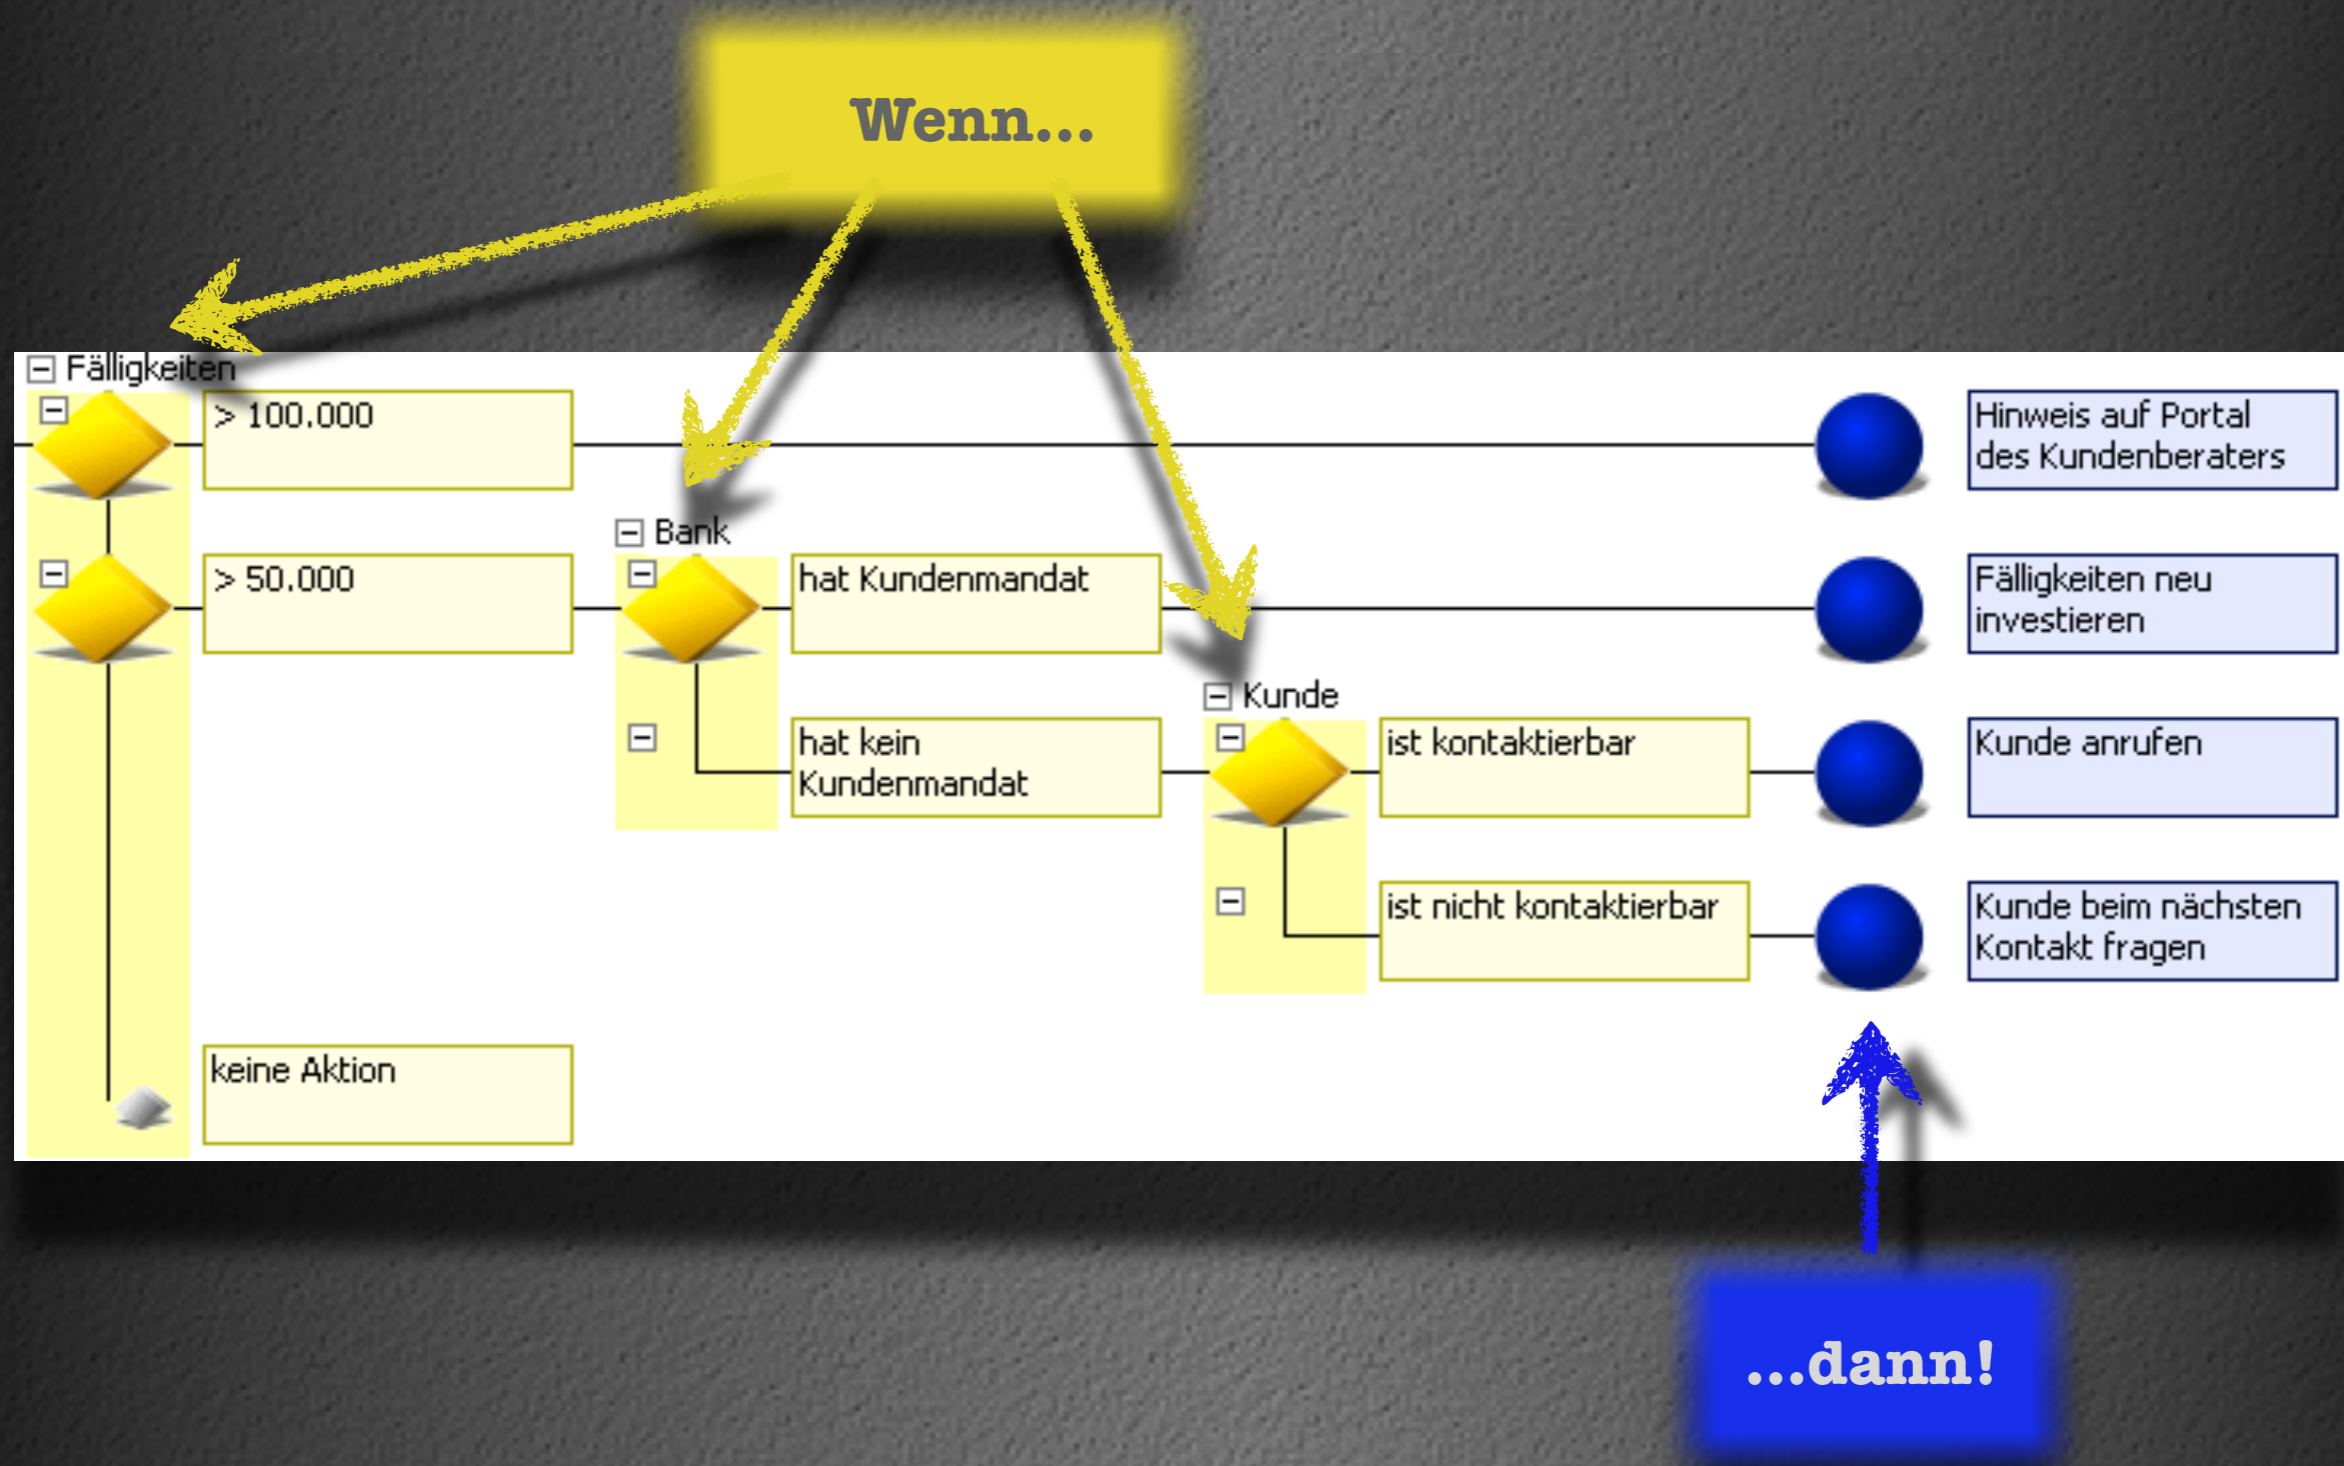 Wenn...
Fälligkeiten
> 100.000
Hinweis auf Portal
des Kundenberaters
Bank
> 50.000
hat Kundenmandat
Fälligkeiten neu
investieren
Kunde
hat kein
Kundenmandat
ist kontaktierbar
Kunde anrufen
ist nicht kontaktierbar
Kunde beim nächsten
Kontakt fragen
keine Aktion
...dann!